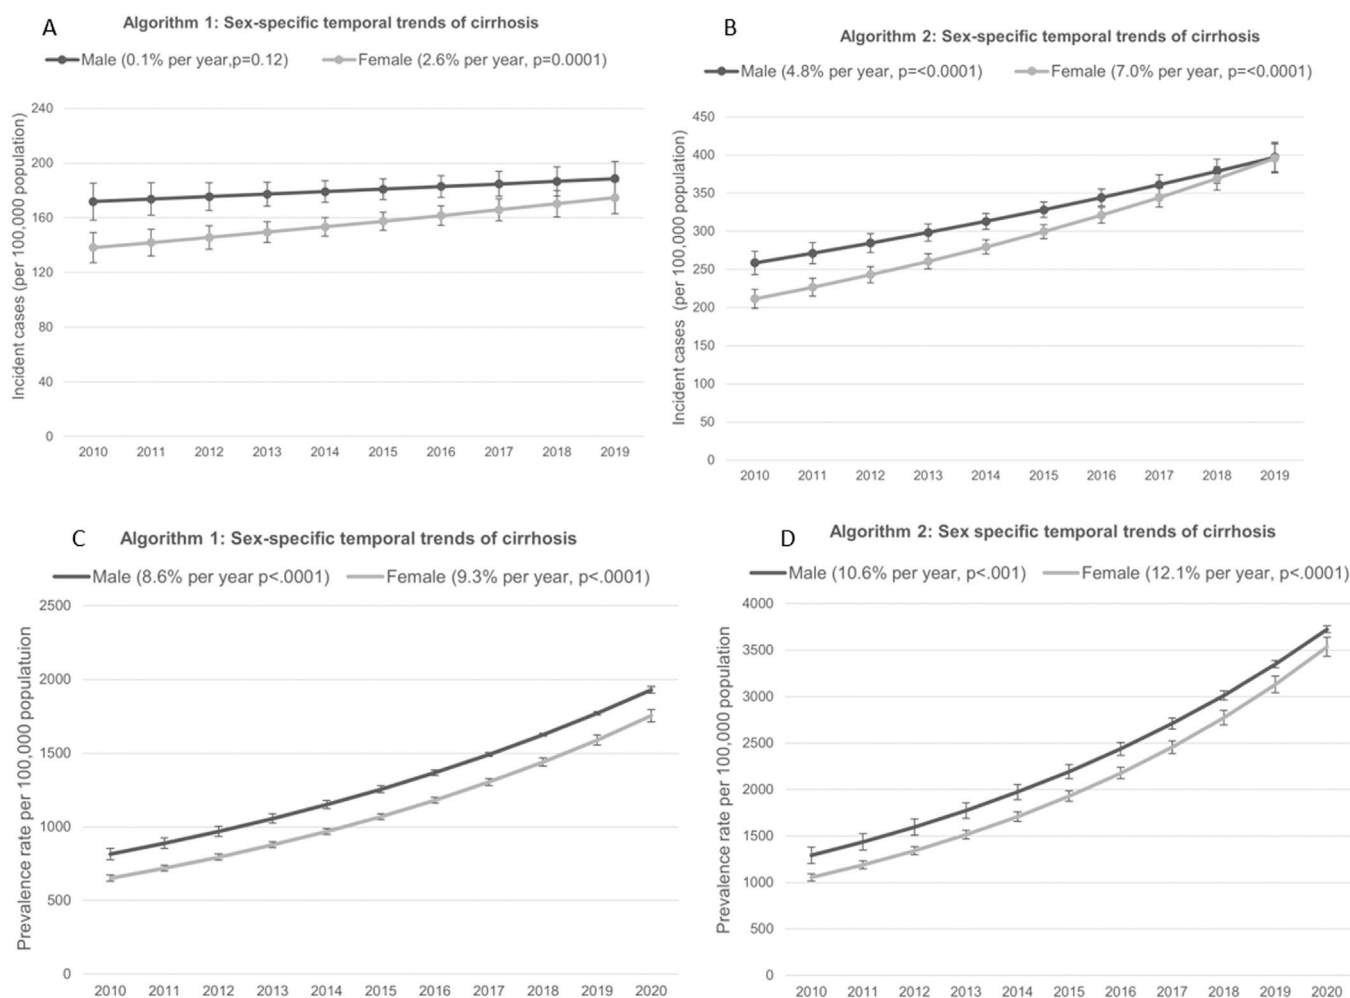 A
Algorithm 1: Sex-specific temporal trends of cirrhosis
Male (0.1% per year,p=0.12)
Female (2.6% per year, p=0.0001)
Incident cases (per 100,000 population)
240
200
160
120
80
40
0
2010 2011 2012 2013 2014 2015 2016 2017 2018 2019
B
Algorithm 2: Sex-specific temporal trends of cirrhosis
Male (4.8% per year, p=<0.0001)
Female (7.0% per year, p=<0.0001)
Incident cases (per 100,000 population)
450
400
350
300
250
200
150
100
50
0
2010 2011 2012 2013 2014 2015 2016 2017 2018 2019
C
Algorithm 1: Sex-specific temporal trends of cirrhosis
Male (8.6% per year p<.0001)
Female (9.3% per year, p<.0001)
Prevalence rate per 100,000 populatuion
2500
2000
1500
1000
500
0
2010 2011 2012 2013 2014 2015 2016 2017 2018 2019 2020
D
Algorithm 2: Sex specific temporal trends of cirrhosis
Male (10.6% per year, p<.001)
Female (12.1% per year, p<.0001)
Prevalence rate per 100,000 population
4000
3500
3000
2500
2000
1500
1000
500
0
2010 2011 2012 2013 2014 2015 2016 2017 2018 2019 2020